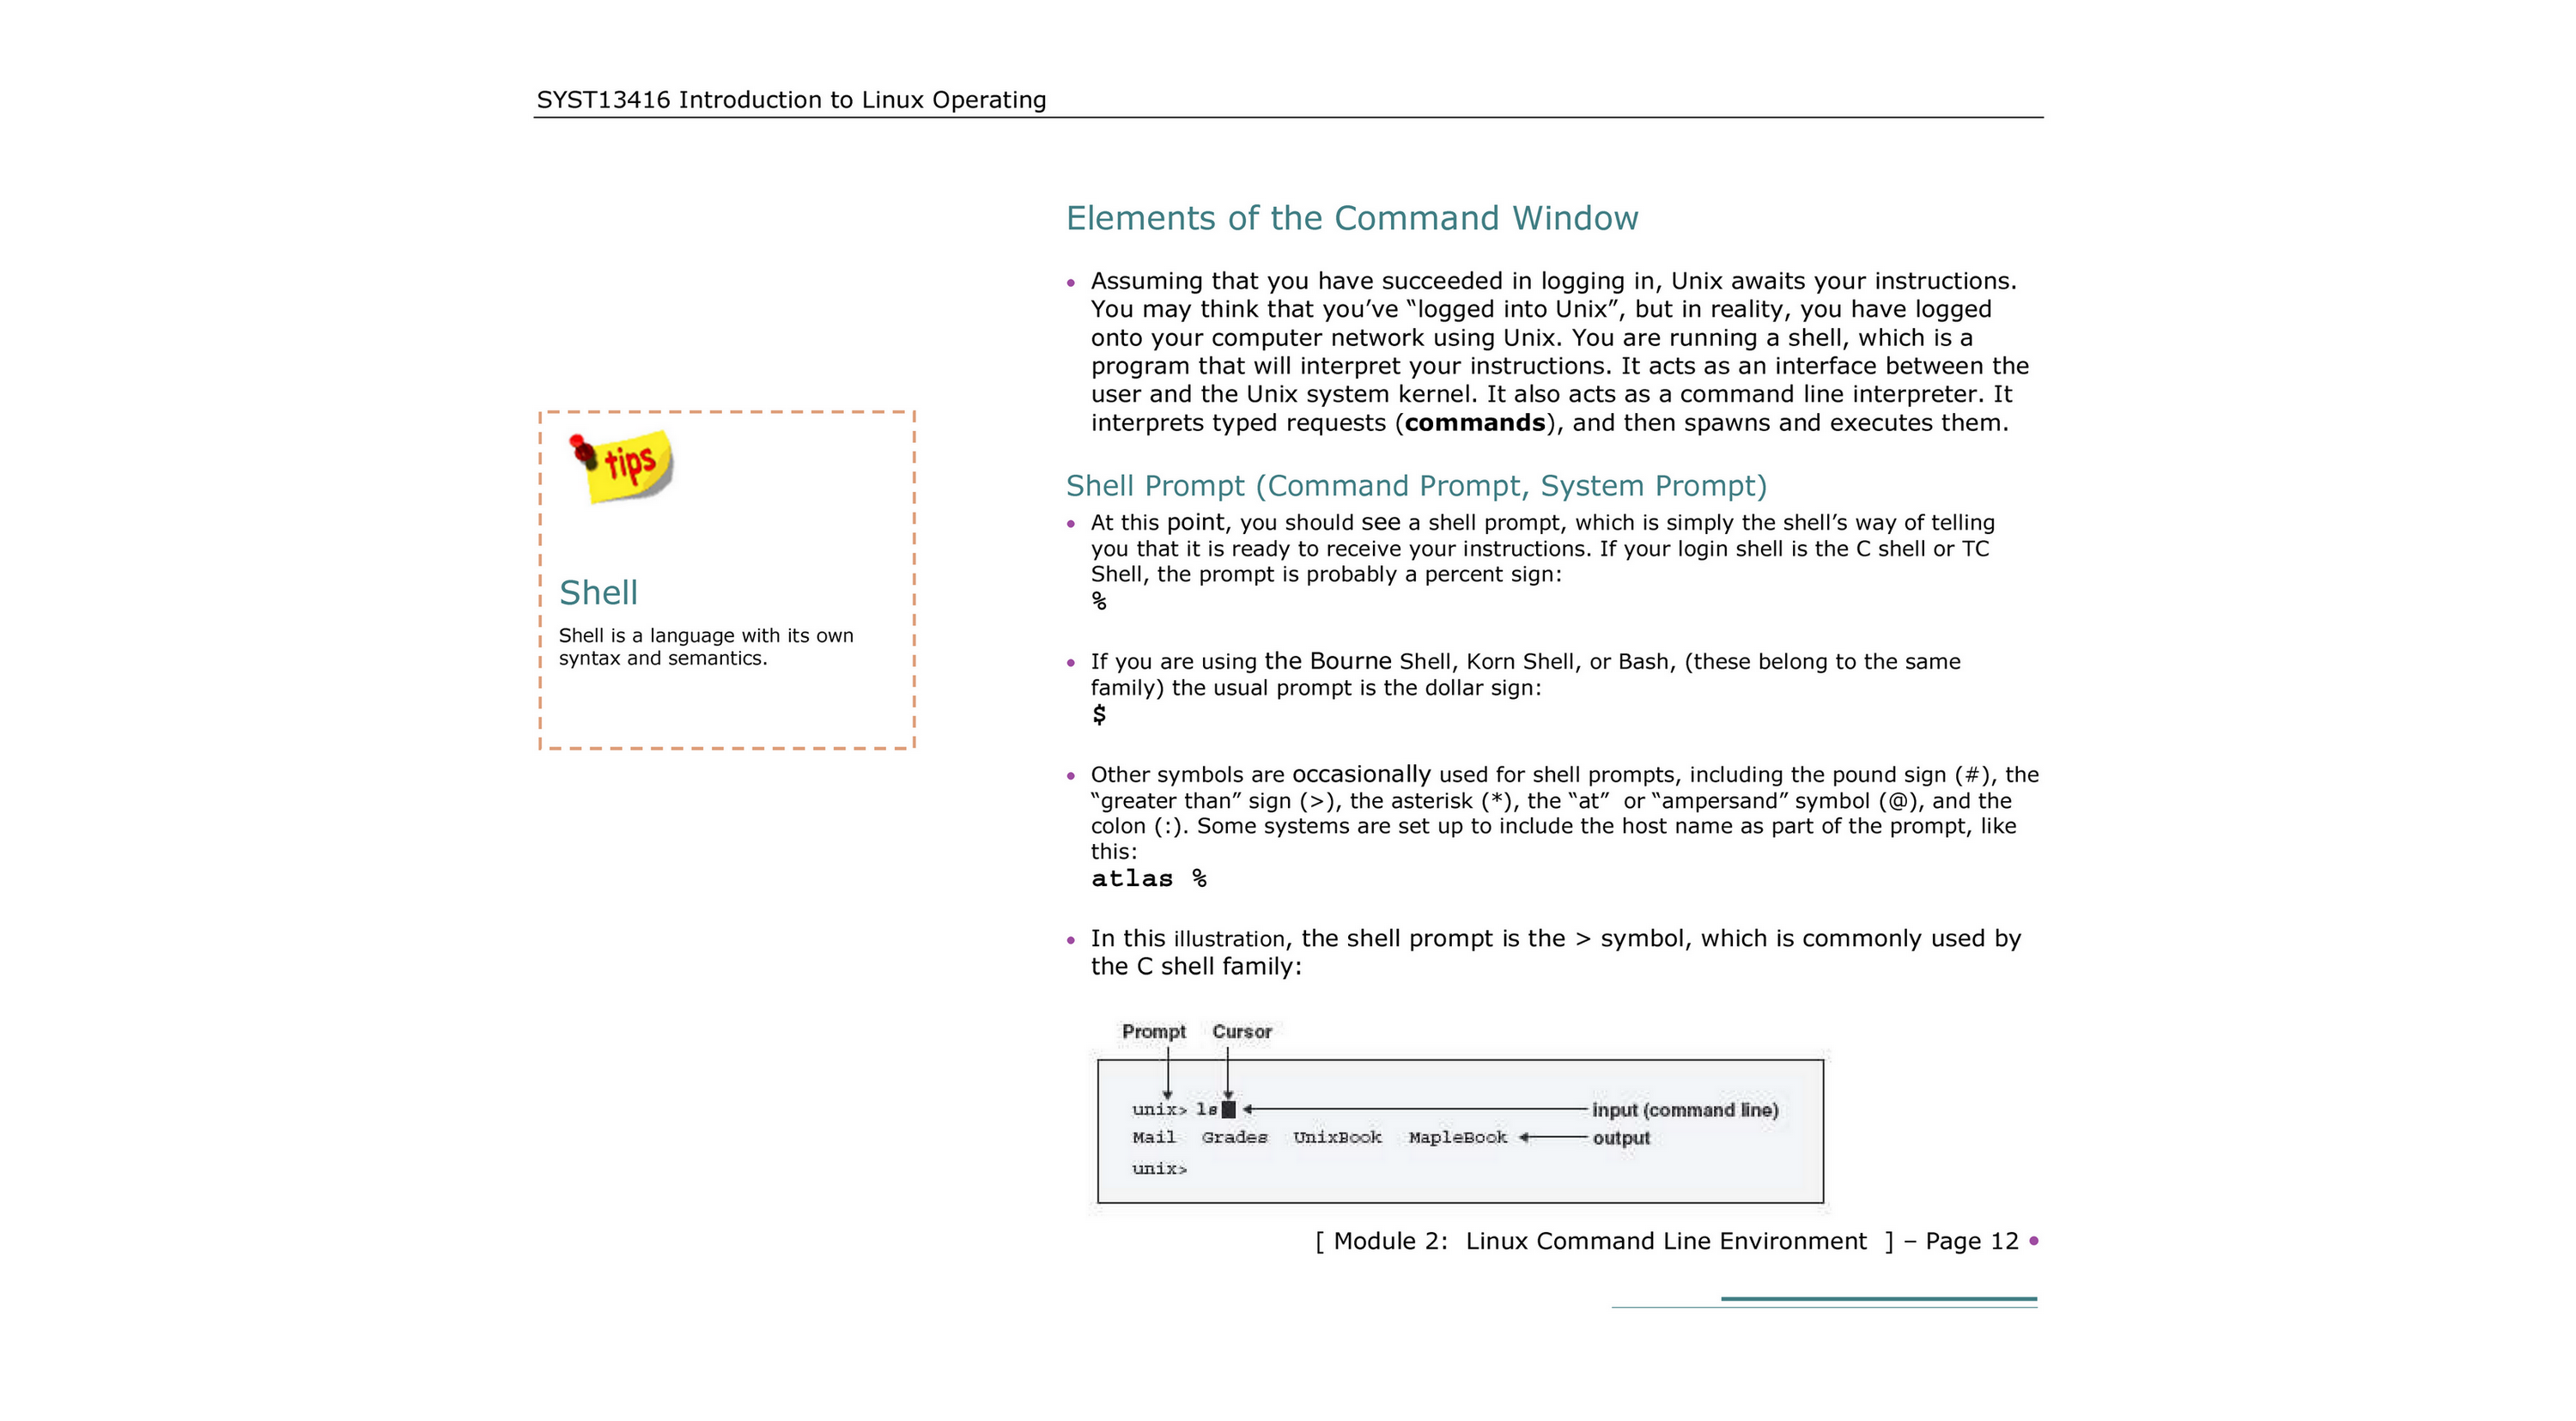 SYST13416 Introduction to Linux Operating
Elements of the Command Window
• Assuming that you have succeeded in logging in, Unix awaits your instructions.
You may think that you’ve “logged into Unix”, but in reality, you have logged
onto your computer network using Unix. You are running a shell, which is a
program that will interpret your instructions. It acts as an interface between the
user and the Unix system kernel. It also acts as a command line interpreter. It
interprets typed requests (commands), and then spawns and executes them.
tips
Shell
Shell is a language with its own
syntax and semantics.
Shell Prompt (Command Prompt, System Prompt)
• At this point, you should see a shell prompt, which is simply the shell’s way of telling
you that it is ready to receive your instructions. If your login shell is the C shell or TC
Shell, the prompt is probably a percent sign:
%
• If you are using the Bourne Shell, Korn Shell, or Bash, (these belong to the same
family) the usual prompt is the dollar sign:
$
• Other symbols are occasionally used for shell prompts, including the pound sign (#), the
“greater than” sign (>), the asterisk (*), the “at”  or “ampersand” symbol (@), and the
colon (:). Some systems are set up to include the host name as part of the prompt, like
this:
atlas %
• In this illustration, the shell prompt is the > symbol, which is commonly used by
the C shell family:
Prompt Cursor
unix> ls input (command line)
Mail Grades UnixBook MapleBook output
unix>
[ Module 2:  Linux Command Line Environment  ] – Page 12 •